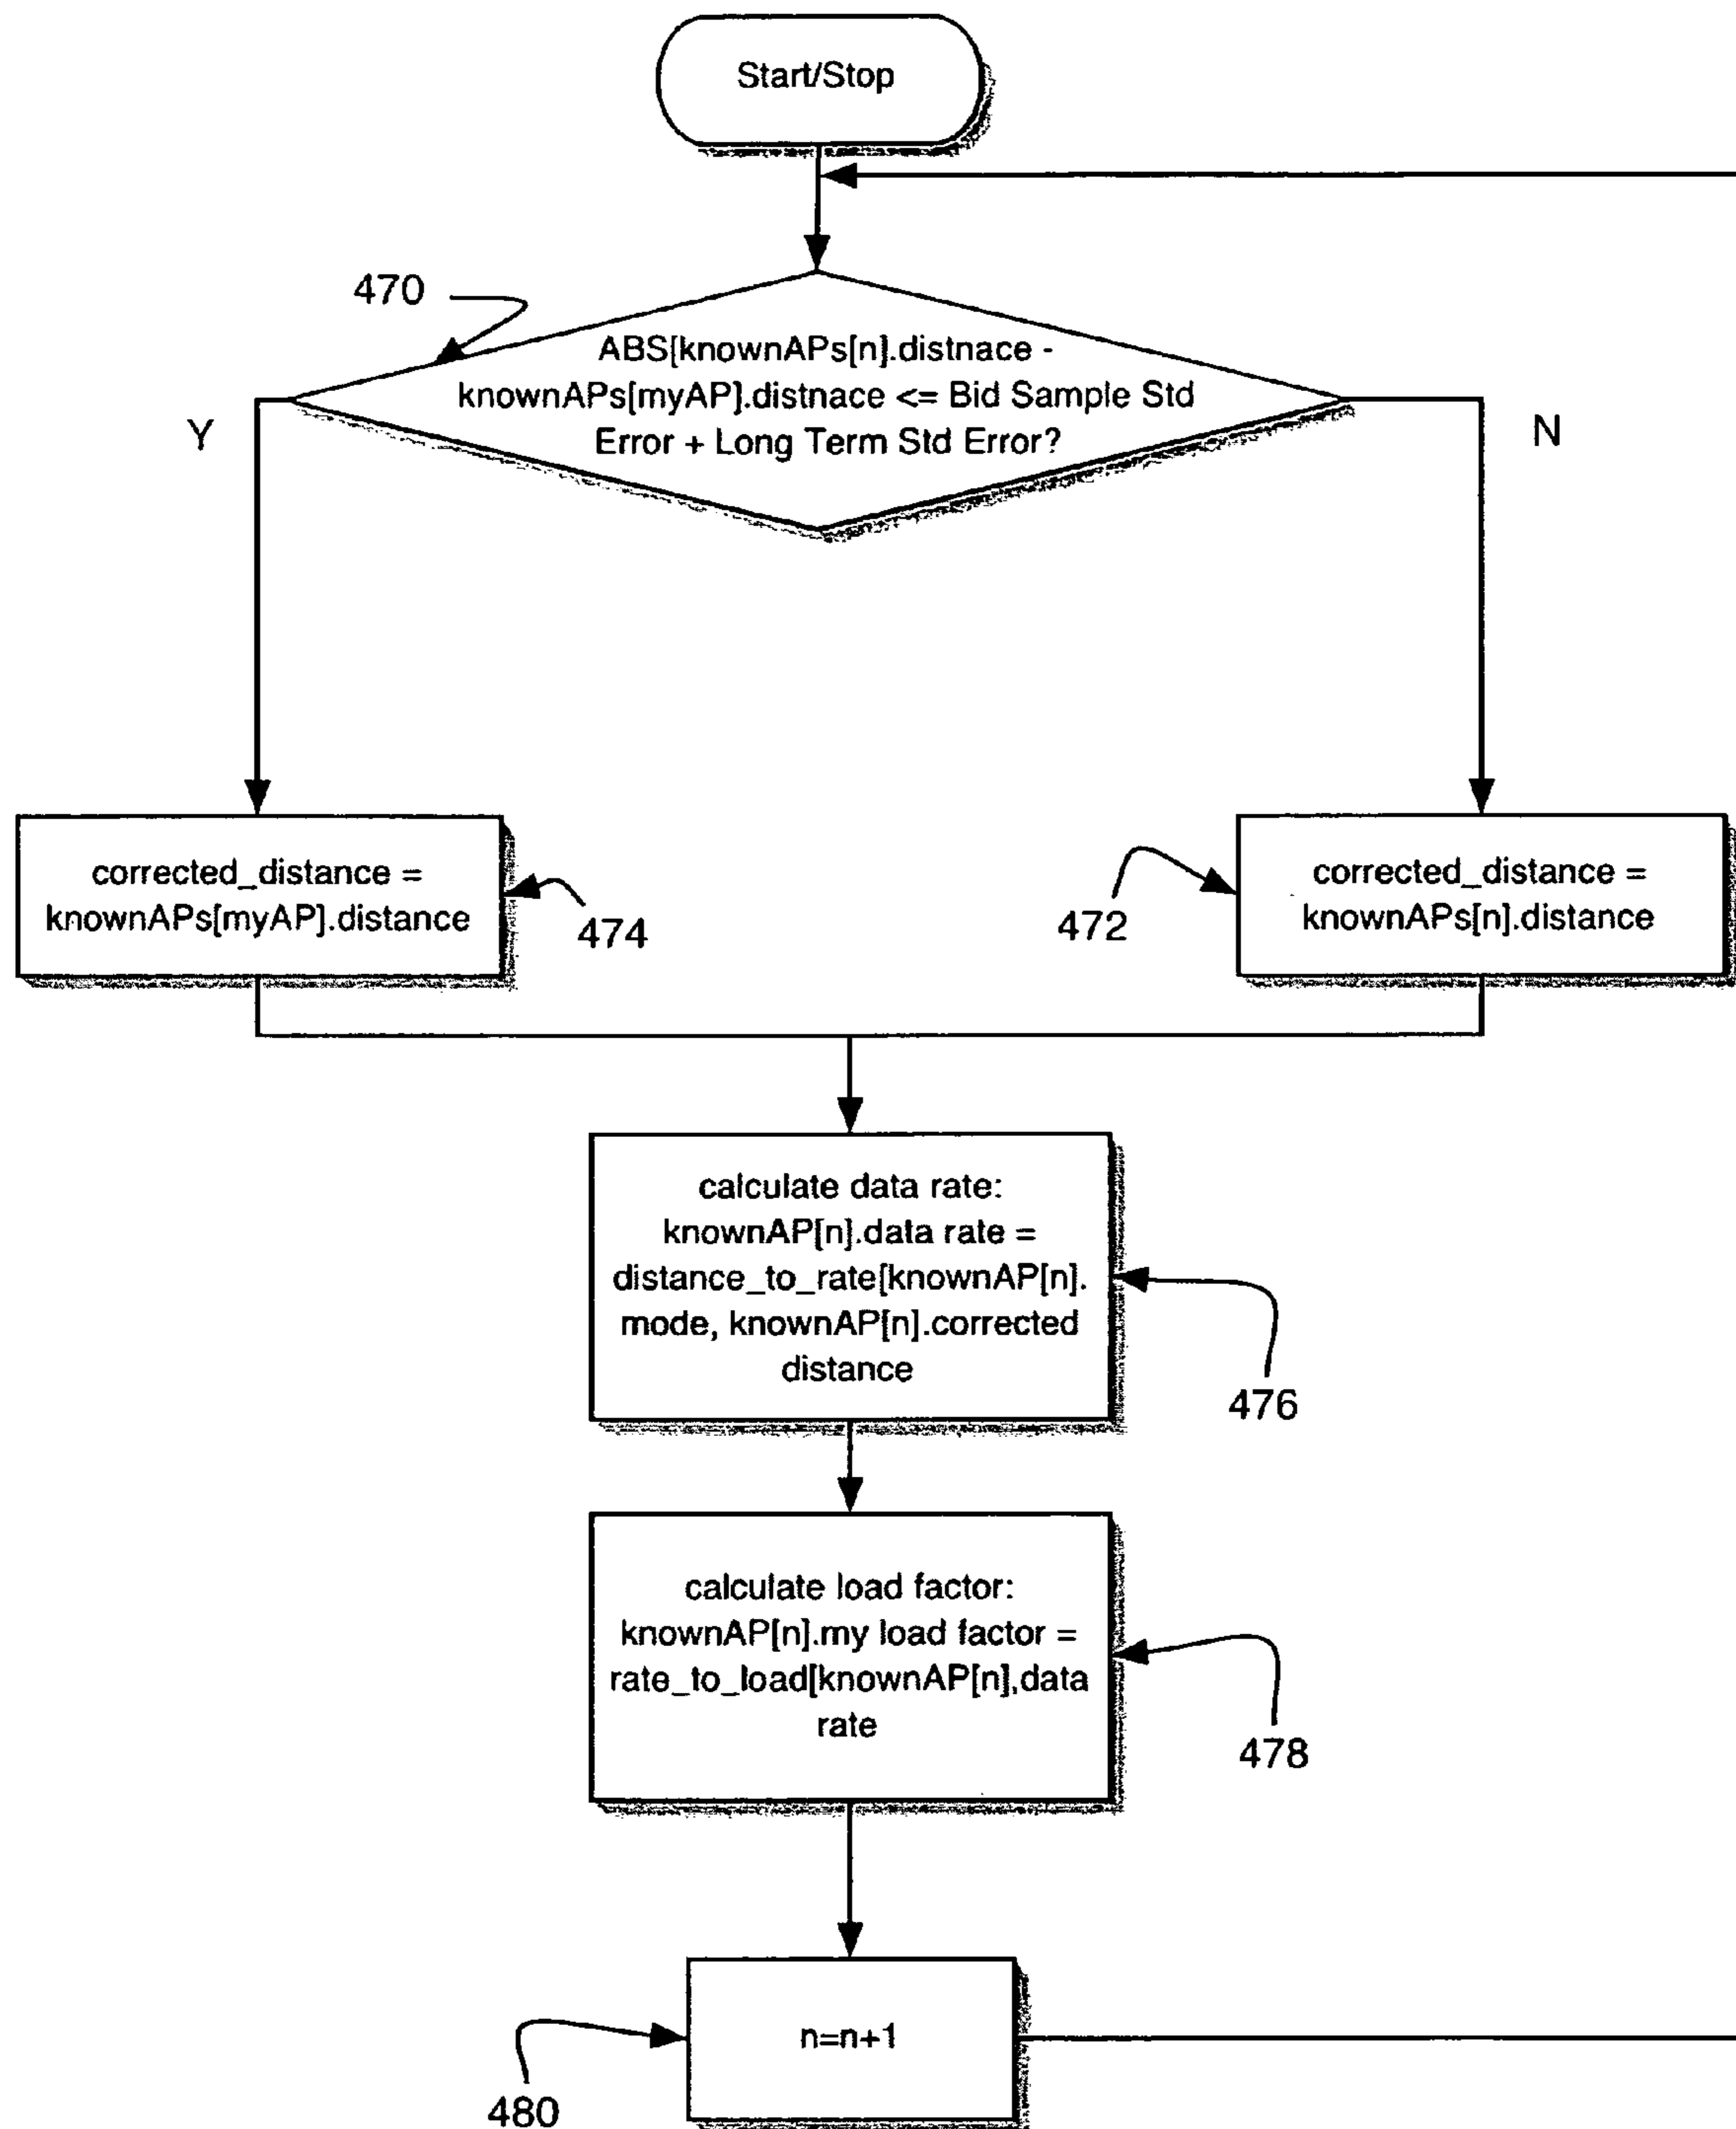 Start/Stop
470
ABS[knownAPs[n].distnace -
knownAPs[myAP].distnace <= Bid Sample Std
Error + Long Term Std Error?
Y
N
corrected_distance =
knownAPs[myAP].distance
474
472
corrected_distance =
knownAPs[n].distance
calculate data rate:
knownAP[n].data rate =
distance_to_rate[knownAP[n].
mode, knownAP[n].corrected
distance
476
calculate load factor:
knownAP[n].my load factor =
rate_to_load[knownAP[n],data
rate
478
n=n+1
480